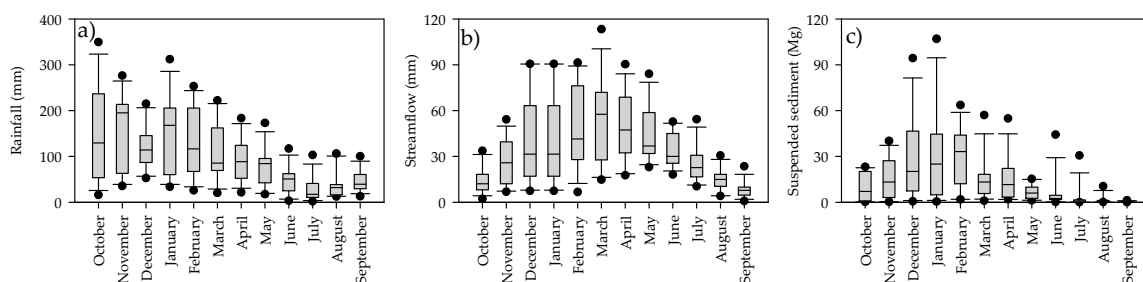 a)
Rainfall (mm)
400
300
200
100
0
October
November
December
January
February
March
April
May
June
July
August
September
b)
Streamflow (mm)
120
90
60
30
0
October
November
December
January
February
March
April
May
June
July
August
September
c)
Suspended sediment (Mg)
120
90
60
30
0
October
November
December
January
February
March
April
May
June
July
August
September